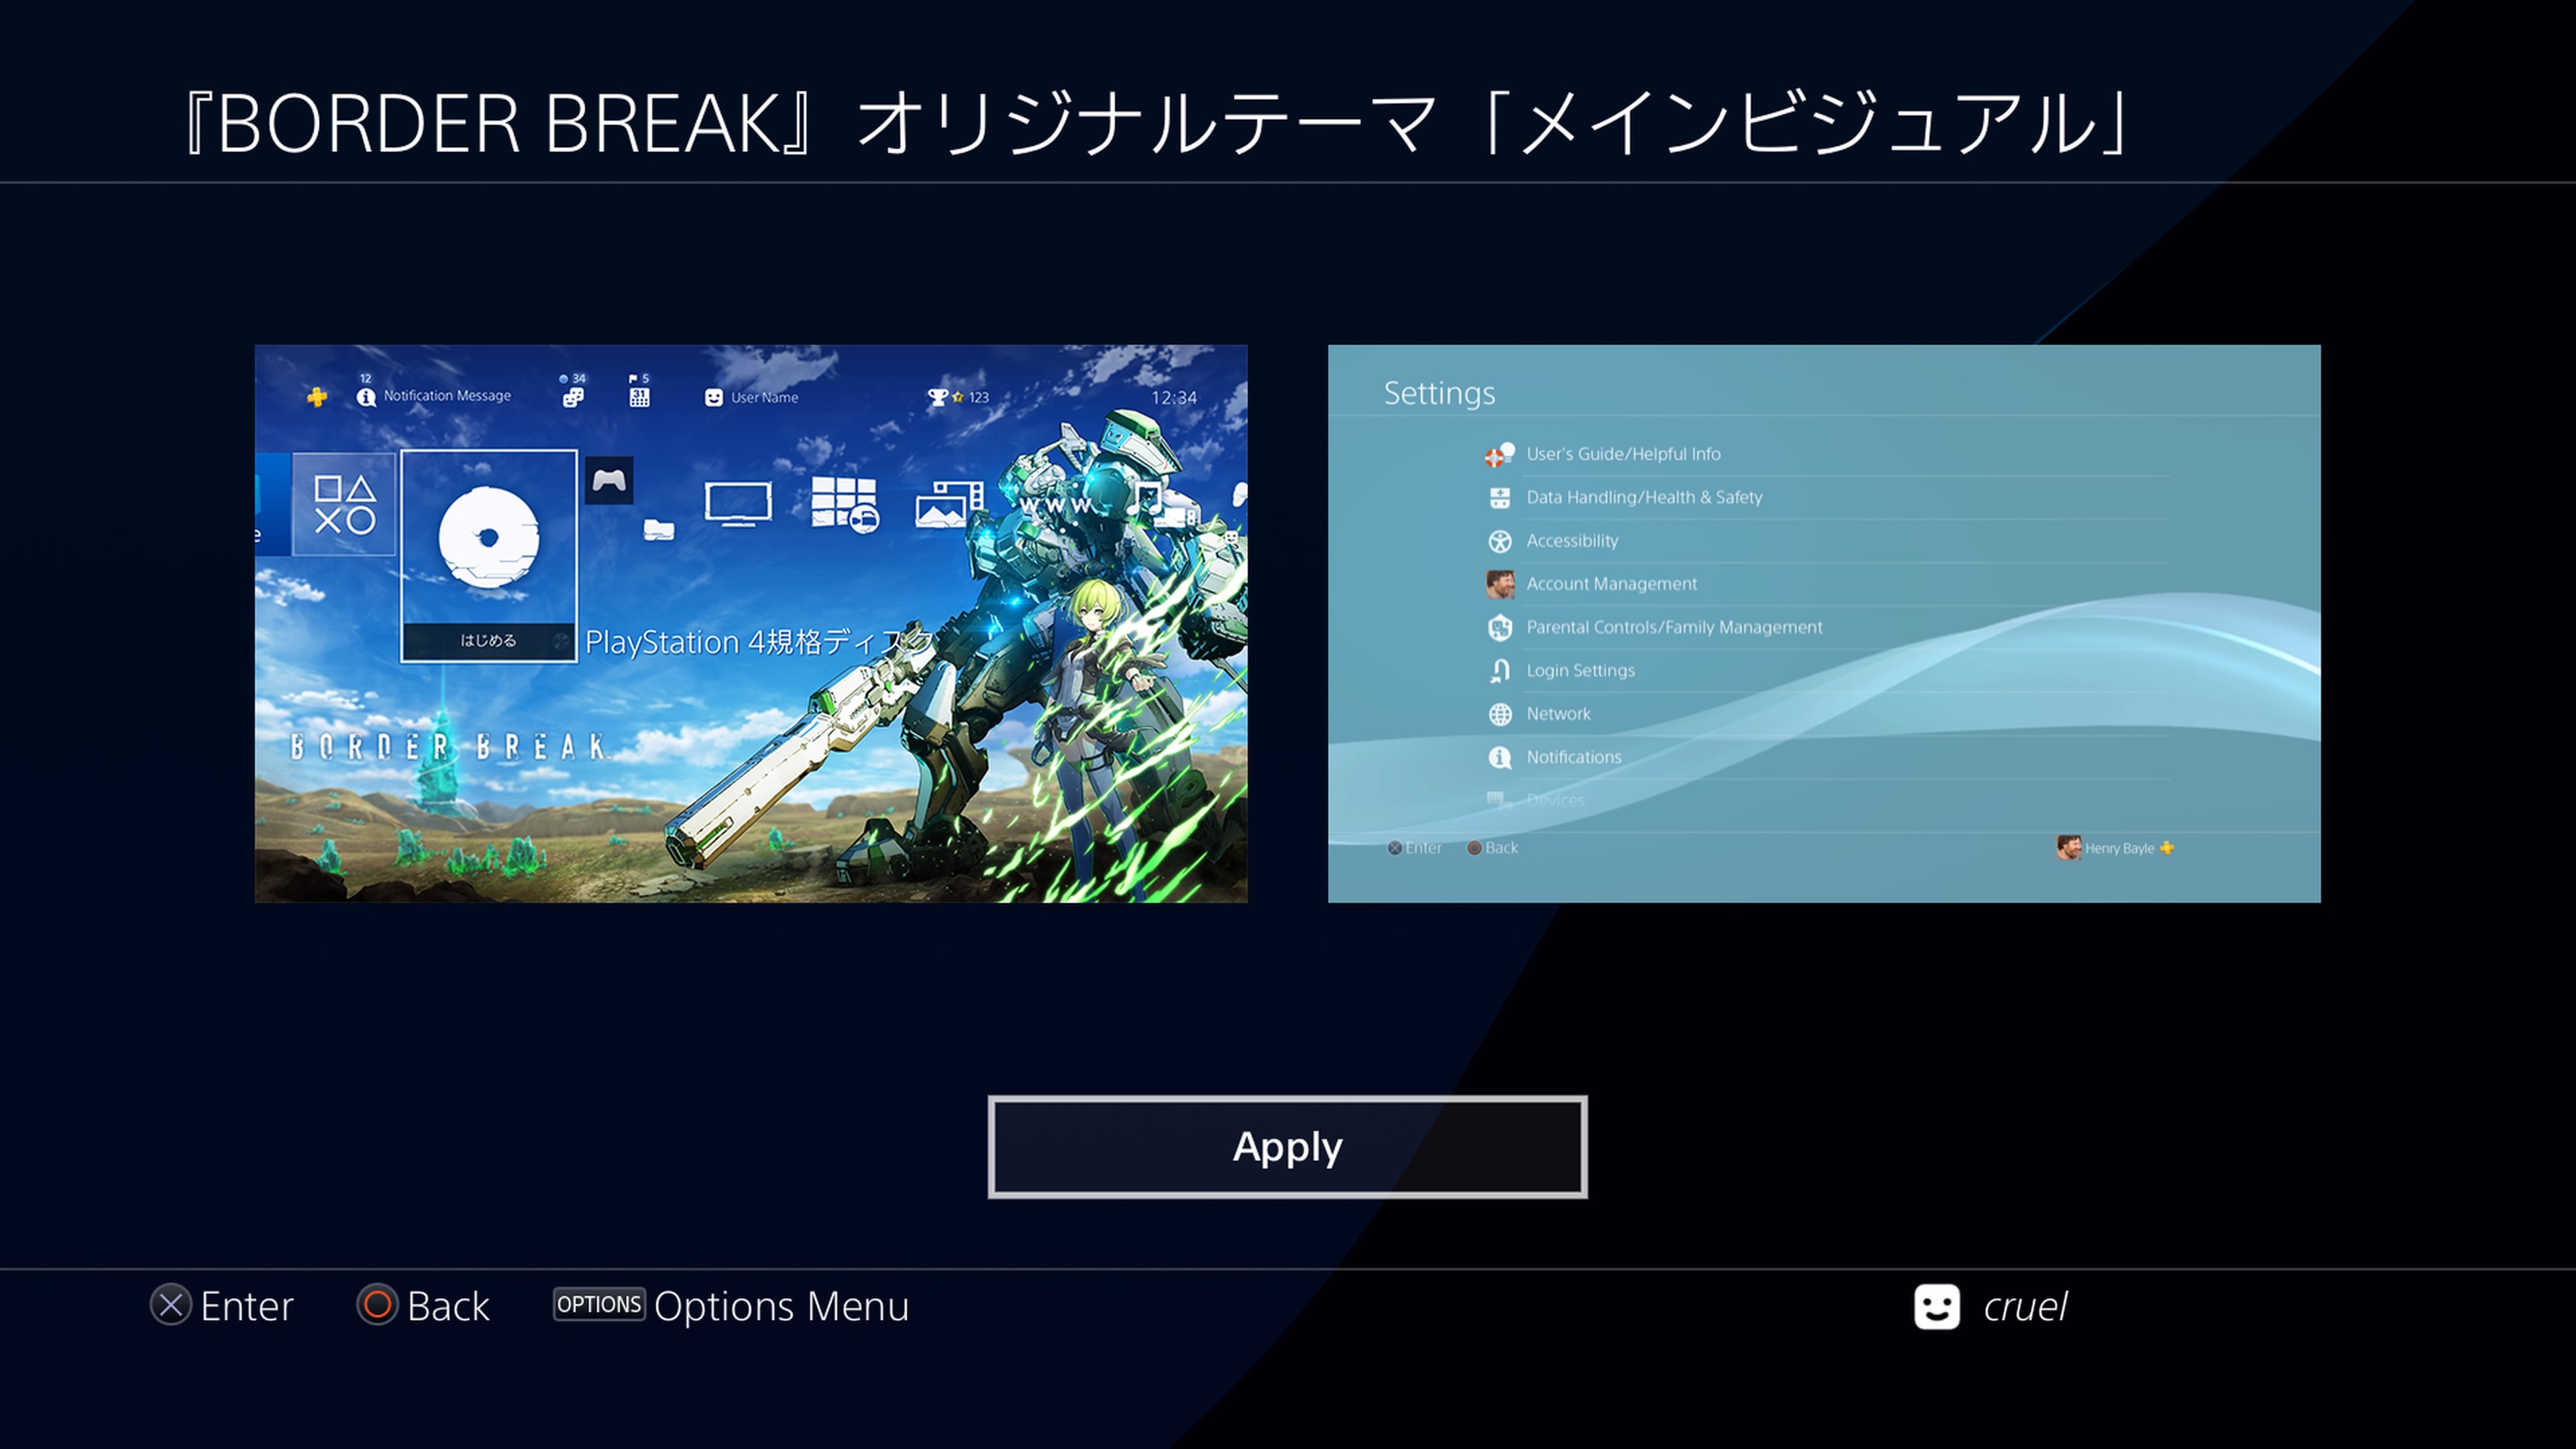 『BORDER BREAK』オリジナルテーマ「メインビジュアル」
12
Notification Message
34
5
31
User Name
123
12:34
e
WWW
はじめる
PlayStation 4規格ディスク
BORDER BREAK
Settings
User's Guide/Helpful Info
Data Handling/Health & Safety
Accessibility
Account Management
Parental Controls/Family Management
Login Settings
Network
Notifications
Devices
Enter Back
Henry Bayle
Apply
Enter Back OPTIONS Options Menu
cruel